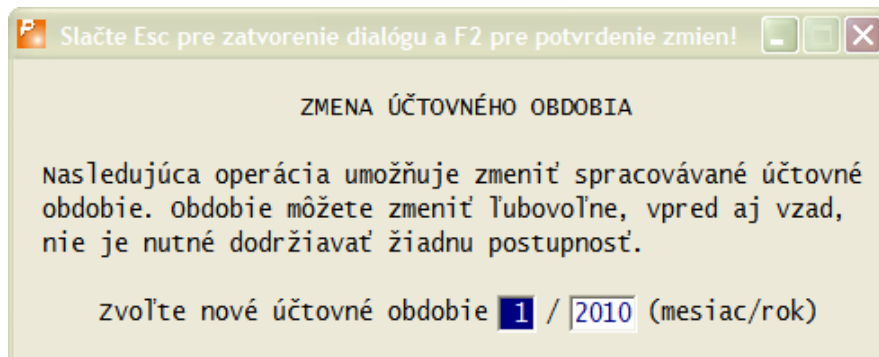 Slačte Esc pre zatvorenie dialógu a F2 pre potvrdenie zmien!
ZMENA ÚČTOVNÉHO OBDOBIA
Nasledujúca operácia umožňuje zmeniť spracovávané účtovné
obdobie. Obdobie môžete zmeniť ľubovoľne, vpred aj vzad,
nie je nutné dodržiavať žiadnu postupnosť.
Zvoľte nové účtovné obdobie 1 / 2010 (mesiac/rok)